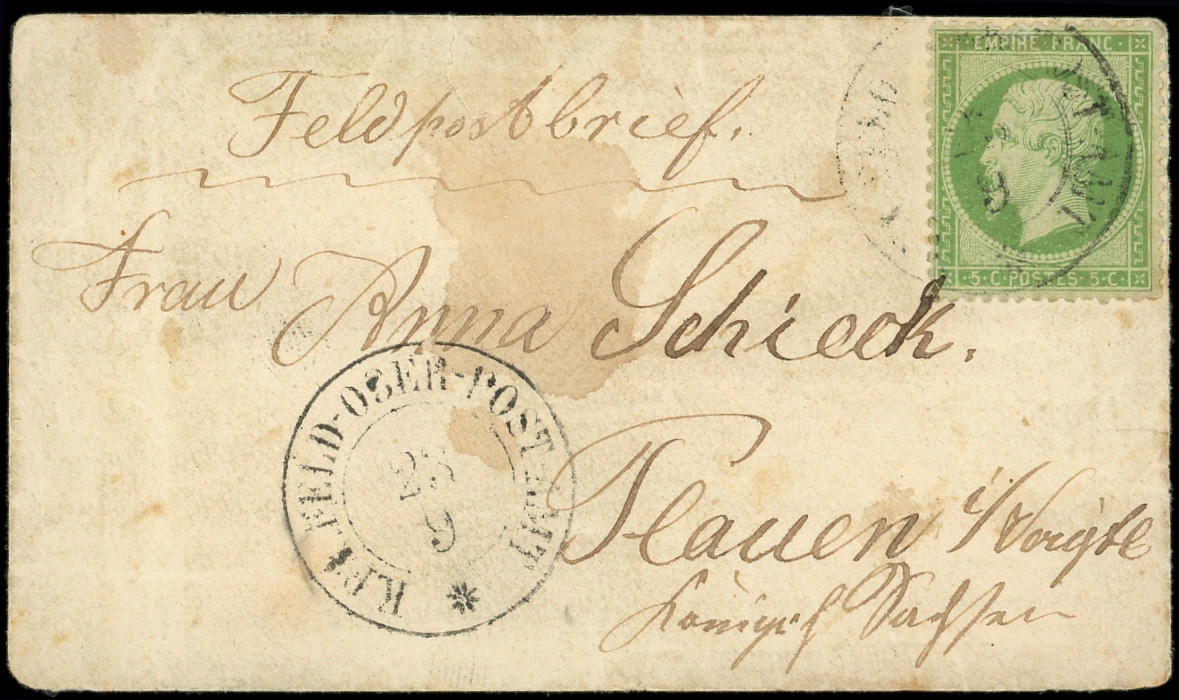 Feldpostbrief.
EMPIRE FRANC
5 · C · POSTES · 5 · C ·
Frau Anna Schieck.
K.PR. FELD-OBER-POST-AMT
23
9
Plauen i/Voigtl
Königr. Sachsen